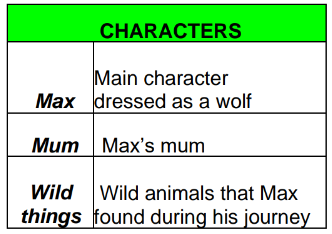 CHARACTERS
Main character
Max dressed as a wolf
Mum Max's mum
Wild Wild animals that Max
things found during his journey